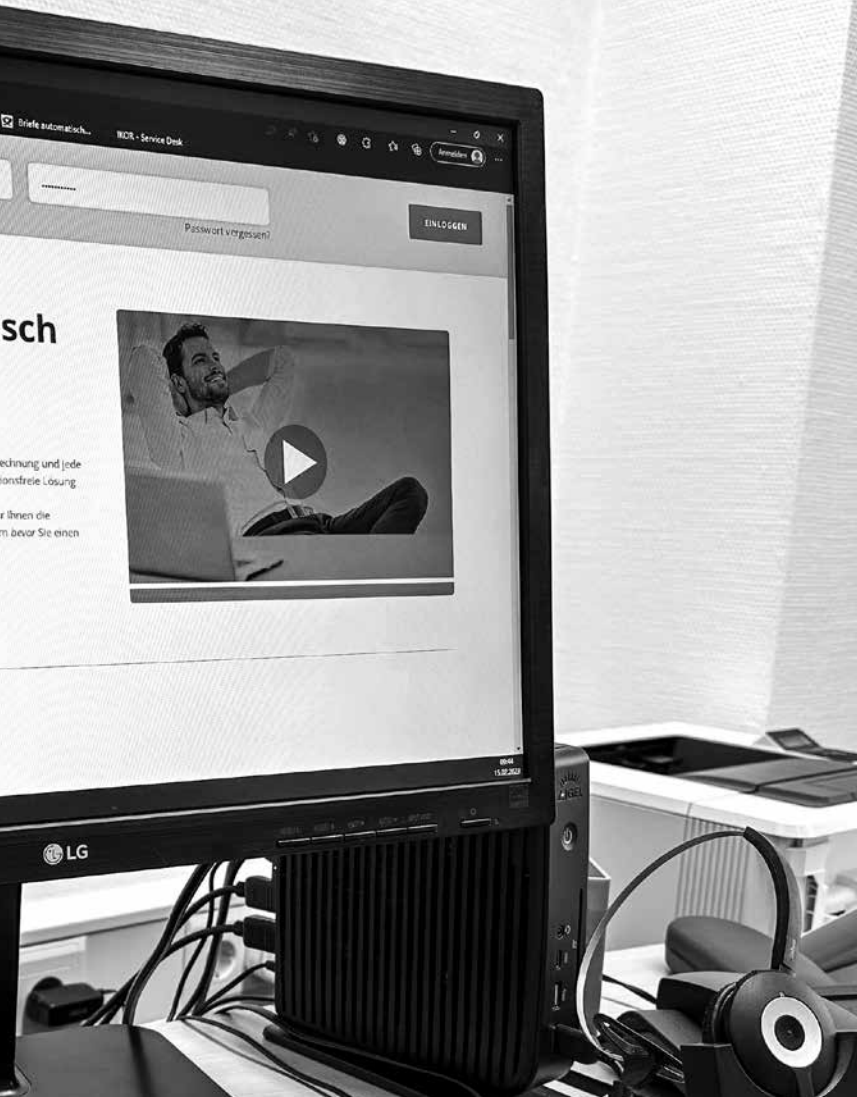 Briefe automatisch...
IKOR - Service Desk
Anmelden
Passwort vergessen?
EINLOGGEN
sch
echnung und jede
ionsfreie Lösung
r Ihnen die
m bevor Sie einen
09:44
15.02.2023
LG
IGEL